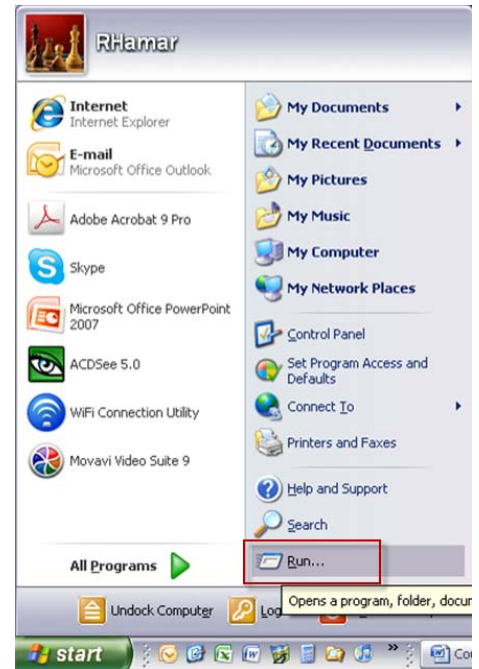 RHamar
Internet
Internet Explorer
E-mail
Microsoft Office Outlook
Adobe Acrobat 9 Pro
Skype
Microsoft Office PowerPoint
2007
ACDSee 5.0
WiFi Connection Utility
Movavi Video Suite 9
All Programs
My Documents
My Recent Documents
My Pictures
My Music
My Computer
My Network Places
Control Panel
Set Program Access and
Defaults
Connect To
Printers and Faxes
Help and Support
Search
Run...
Opens a program, folder, docur
Undock Computer
Log
start
Co